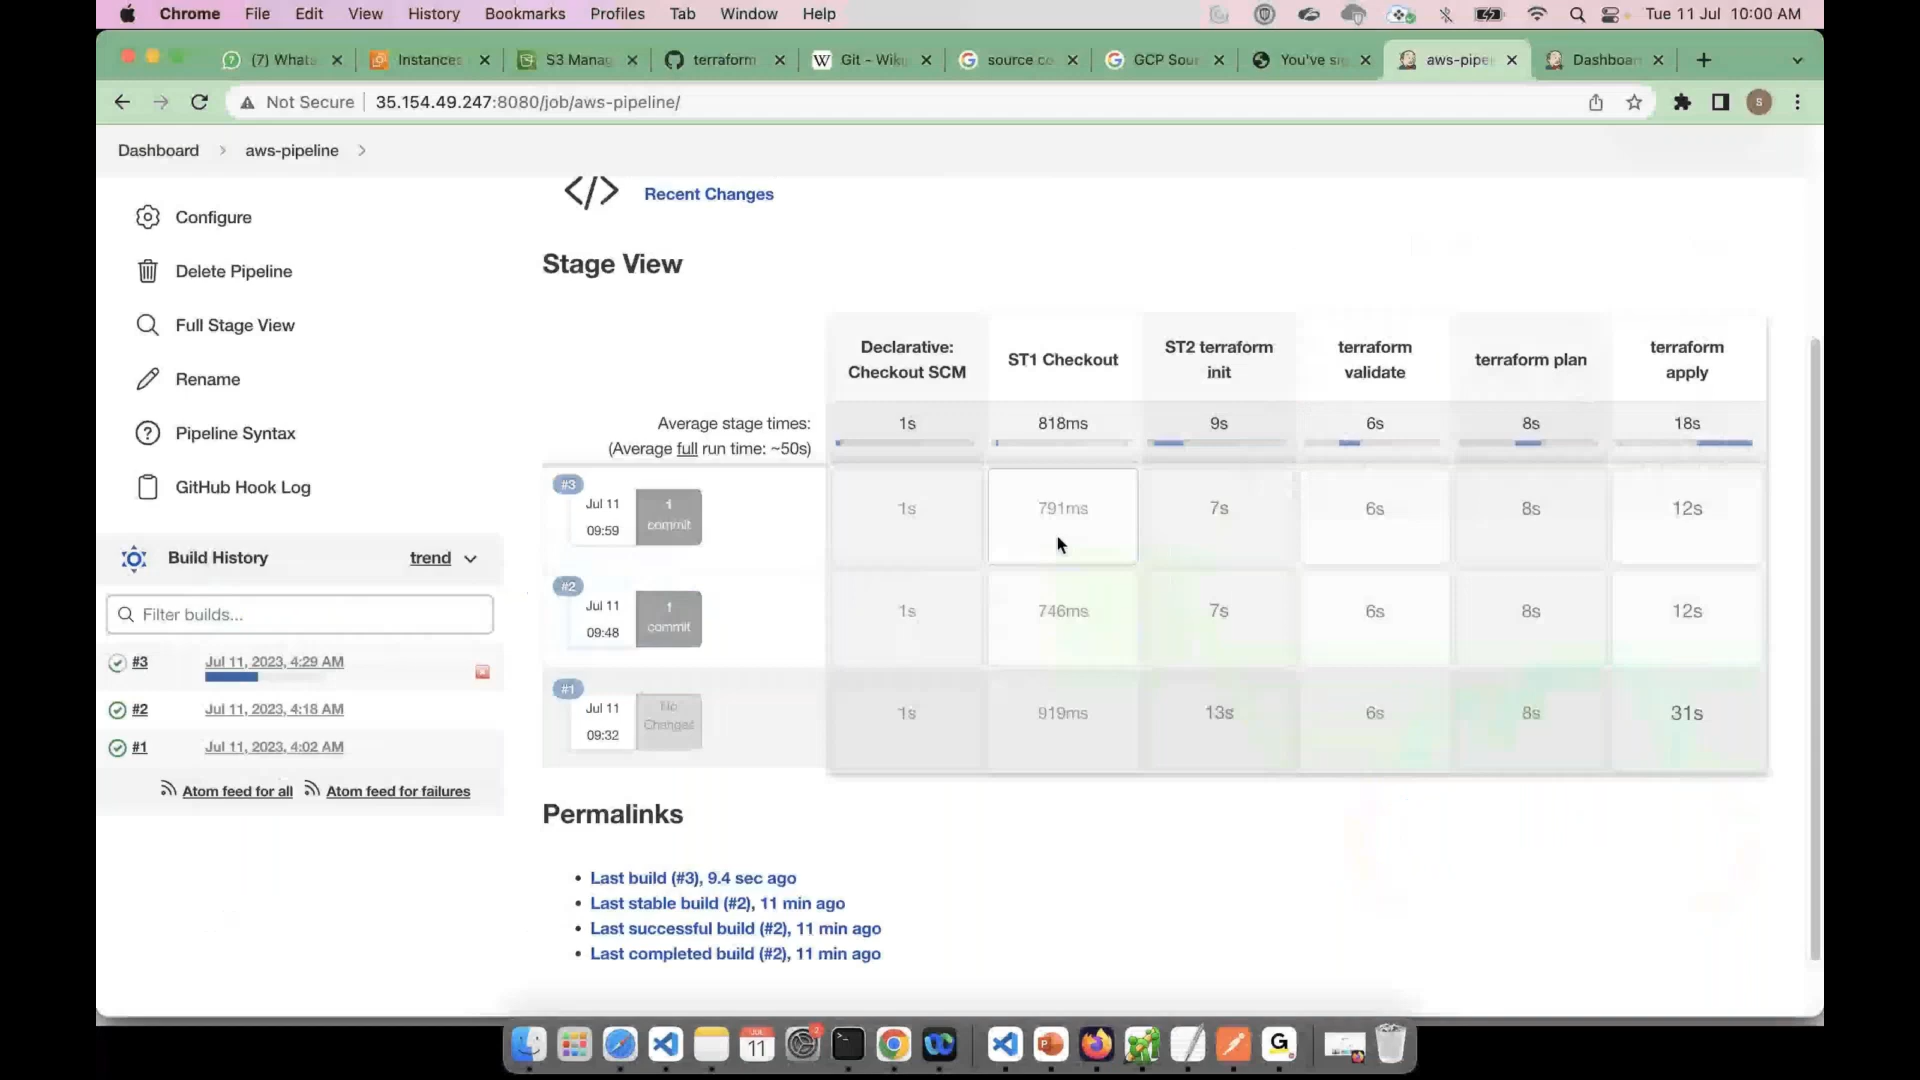 Chrome File Edit View History Bookmarks Profiles Tab Window Help Tue 11 Jul 10:00 AM
(7) Whats Instances S3 Manag terraform Git - Wiki source co GCP Sour You've sig aws-pipe Dashboar
Not Secure 35.154.49.247:8080/job/aws-pipeline/ S
Dashboard aws-pipeline
Configure
Delete Pipeline
Full Stage View
Rename
Pipeline Syntax
GitHub Hook Log
Build History trend
Filter builds...
#3 Jul 11, 2023, 4:29 AM
#2 Jul 11, 2023, 4:18 AM
#1 Jul 11, 2023, 4:02 AM
Atom feed for all Atom feed for failures
</> Recent Changes
Stage View
Declarative: Checkout SCM
ST1 Checkout
ST2 terraform init
terraform validate
terraform plan
terraform apply
Average stage times: 1s 818ms 9s 6s 8s 18s
(Average full run time: ~50s)
#3
Jul 11 09:59 1 commit 1s 791ms 7s 6s 8s 12s
#2
Jul 11 09:48 1 commit 1s 746ms 7s 6s 8s 12s
#1
Jul 11 09:32 No Changes 1s 919ms 13s 6s 8s 31s
Permalinks
• Last build (#3), 9.4 sec ago
• Last stable build (#2), 11 min ago
• Last successful build (#2), 11 min ago
• Last completed build (#2), 11 min ago
JUL
11
2
G